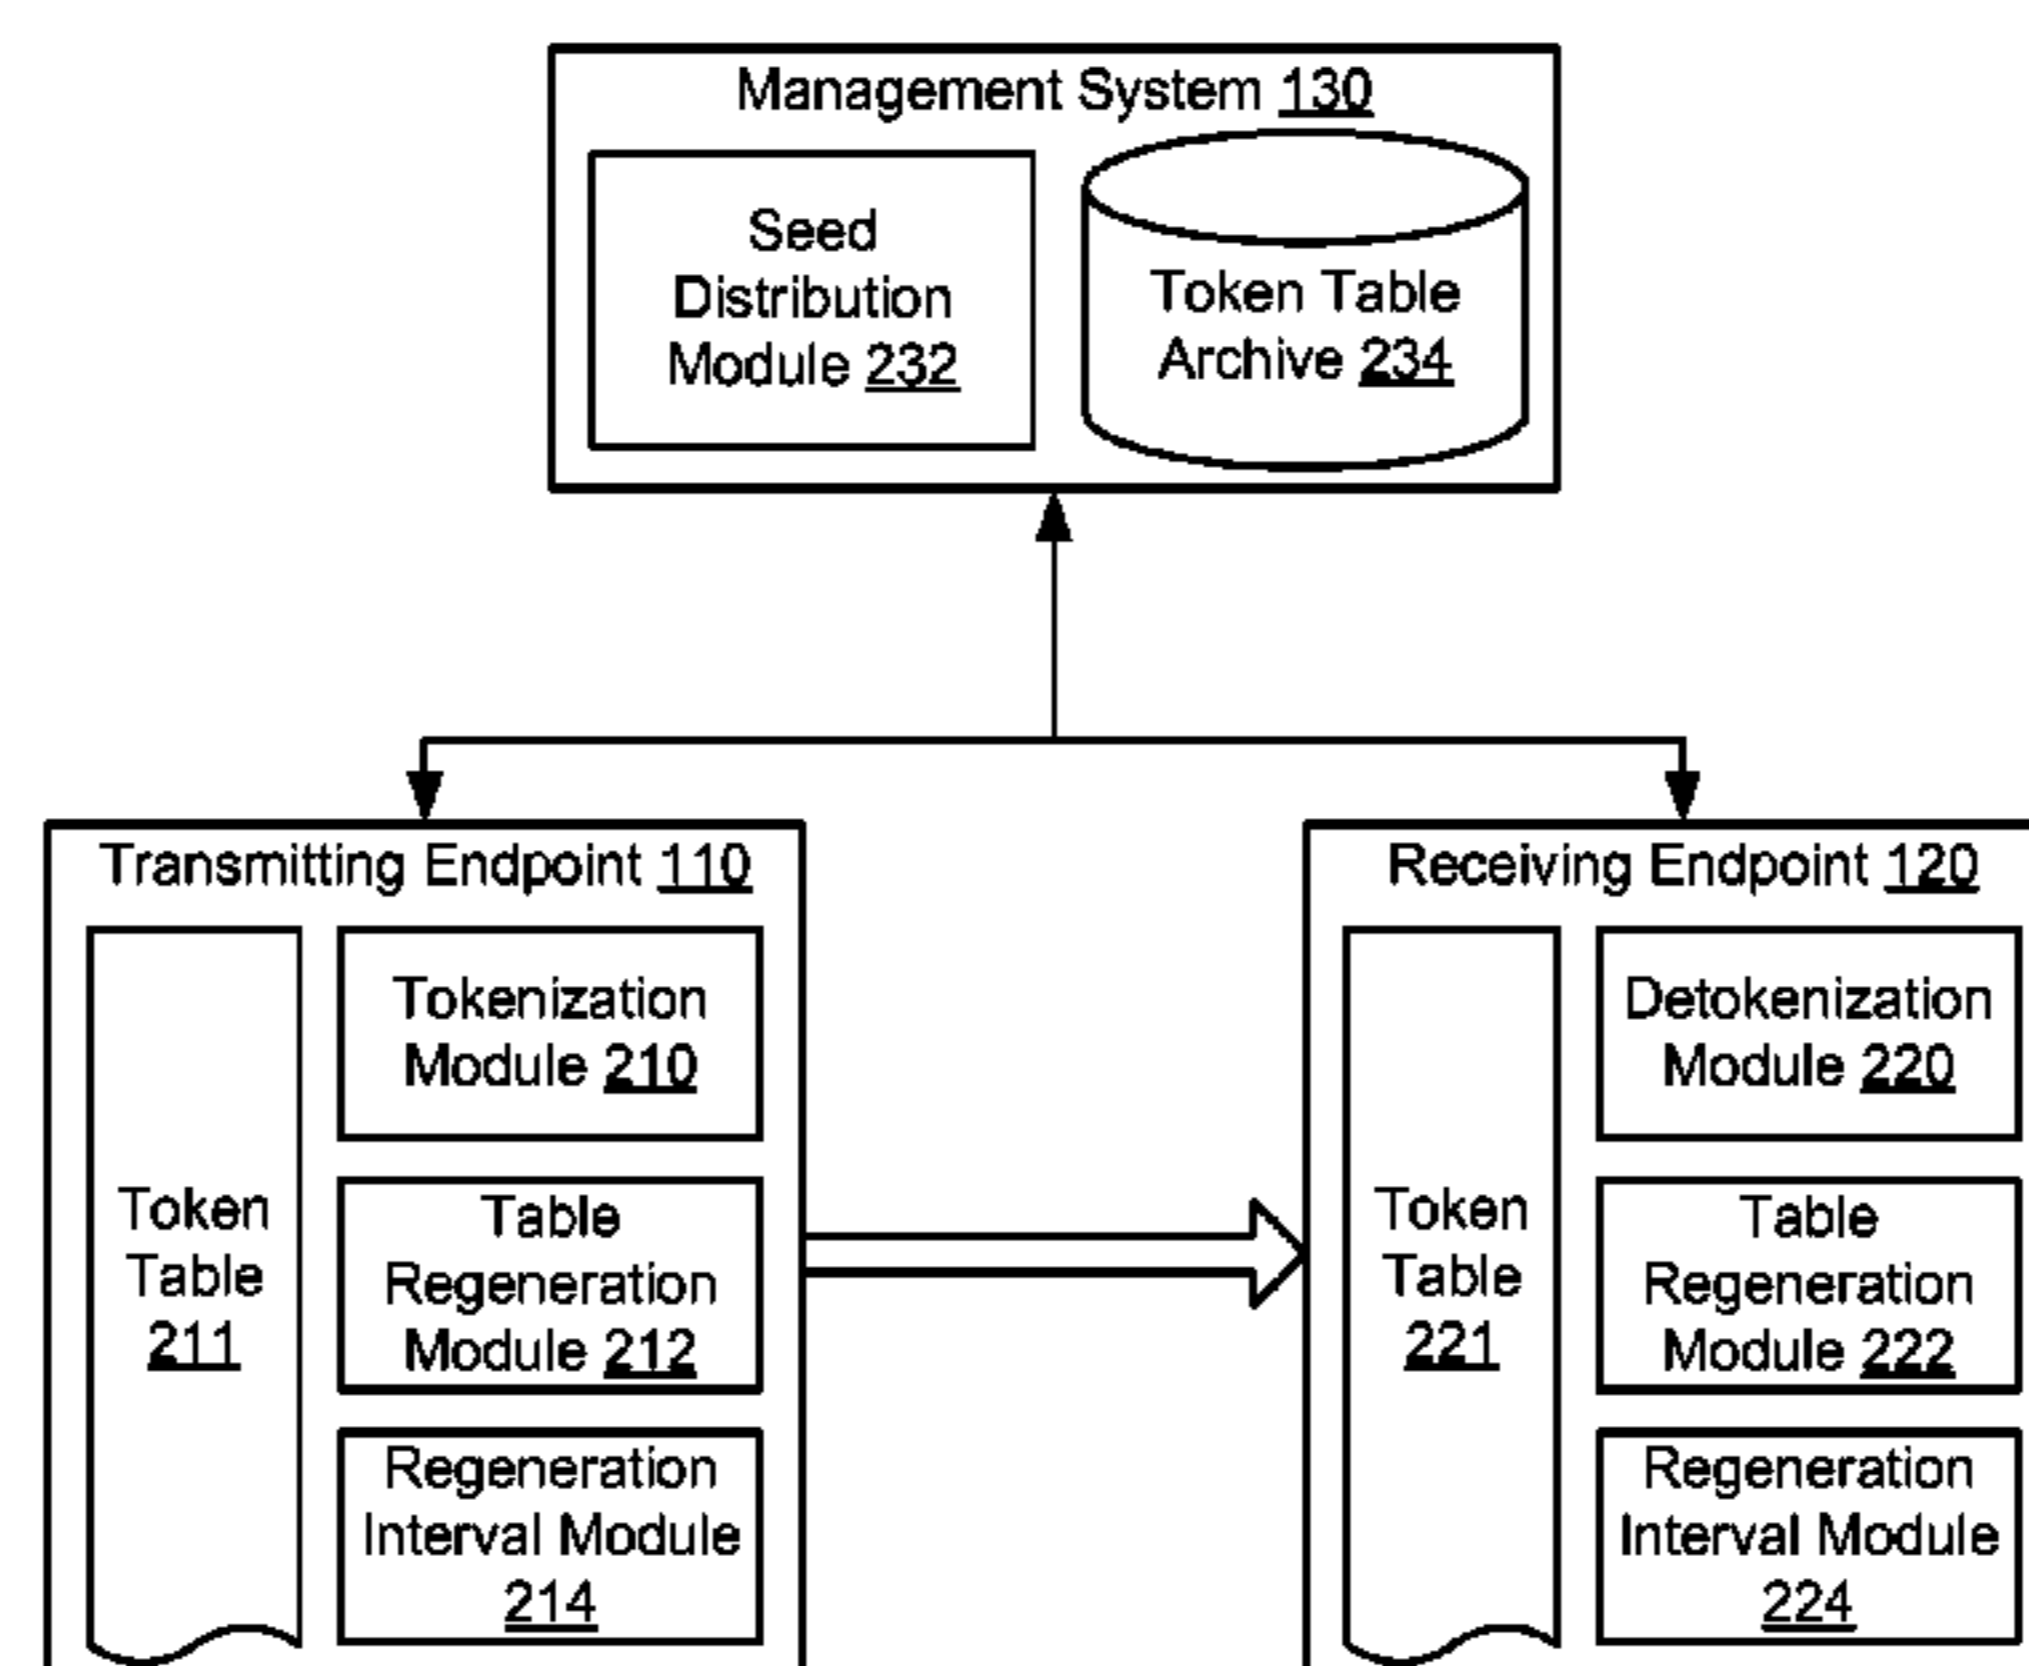 Management System 130
Seed
Distribution
Module 232
Token Table
Archive 234
Transmitting Endpoint 110
Token
Table
211
Tokenization
Module 210
Table
Regeneration
Module 212
Regeneration
Interval Module
214
Receiving Endpoint 120
Token
Table
221
Detokenization
Module 220
Table
Regeneration
Module 222
Regeneration
Interval Module
224